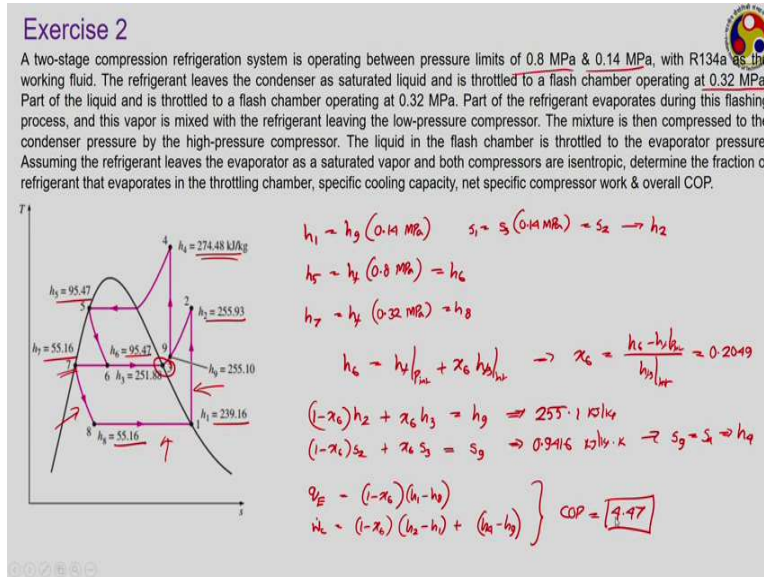 Exercise 2
A two-stage compression refrigeration system is operating between pressure limits of 0.8 MPa & 0.14 MPa, with R134a as the
working fluid. The refrigerant leaves the condenser as saturated liquid and is throttled to a flash chamber operating at 0.32 MPa.
Part of the liquid and is throttled to a flash chamber operating at 0.32 MPa. Part of the refrigerant evaporates during this flashing
process, and this vapor is mixed with the refrigerant leaving the low-pressure compressor. The mixture is then compressed to the
condenser pressure by the high-pressure compressor. The liquid in the flash chamber is throttled to the evaporator pressure
Assuming the refrigerant leaves the evaporator as a saturated vapor and both compressors are isentropic, determine the fraction o
refrigerant that evaporates in the throttling chamber, specific cooling capacity, net specific compressor work & overall COP.
T
4
h4 = 274.48 kJ/kg
h5 = 95.47
5
2
h2 = 255.93
h7 = 55.16
h6 = 95.47
9
7
6
h3 = 251.88
h9 = 255.10
h1 = 239.16
8
h8 = 55.16
1
s
h1 = hg (0.14 MPa) s1 = sg (0.14 MPa) = s2 → h2
h5 = hf (0.8 MPa) = h6
h7 = hf (0.32 MPa) = h8
h6 = hf|Pint + x6 hfg|int → x6 = h6 - hf|Pint / hfg|int = 0.2049
(1-x6)h2 + x6 h3 = h9 ⇒ 255.1 kJ/kg
(1-x6)s2 + x6 s3 = s9 ⇒ 0.9416 kJ/kg.K → s9 = s4 ⇒ h4
qE = (1-x6)(h1-h8)
wc = (1-x6)(h2-h1) + (h4-h9) } COP = 4.47